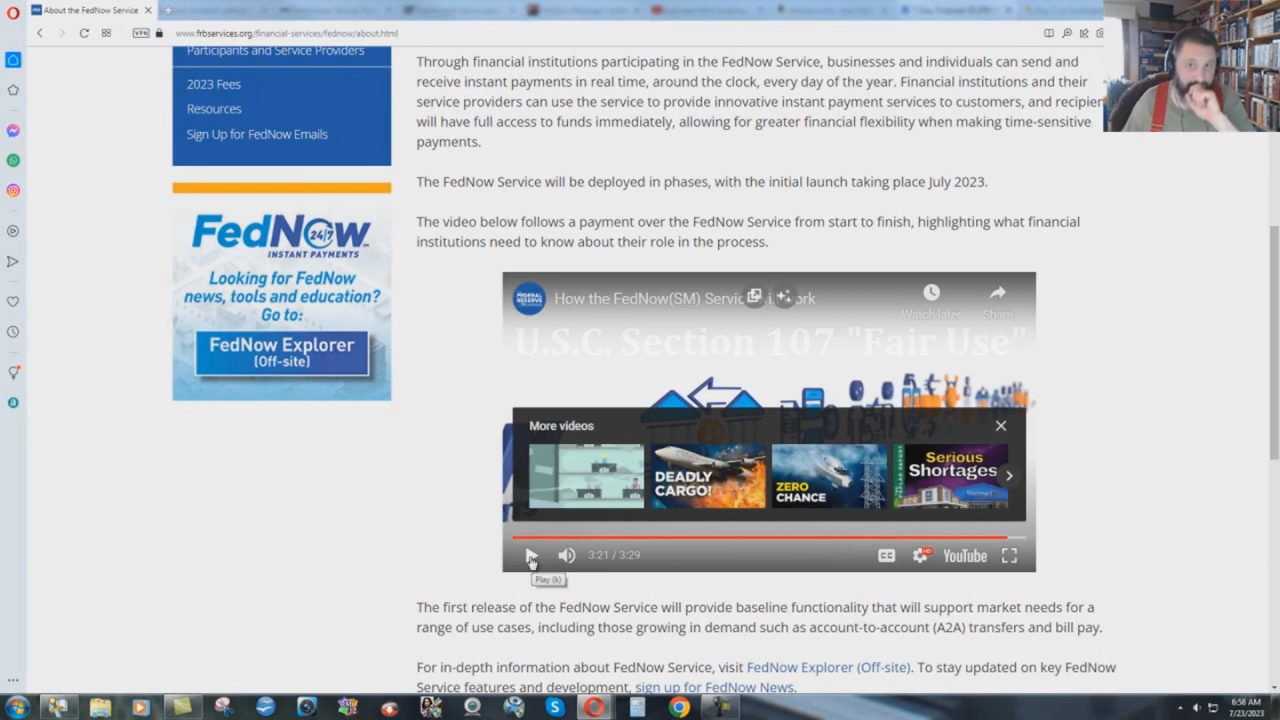 About the FedNow Service
VPN
www.frbservices.org/financial-services/fednow/about.html
Participants and Service Providers
2023 Fees
Resources
Sign Up for FedNow Emails
FedNow
24/7
INSTANT PAYMENTS
Looking for FedNow
news, tools and education?
Go to:
FedNow Explorer
(Off-site)
Through financial institutions participating in the FedNow Service, businesses and individuals can send and
receive instant payments in real time, around the clock, every day of the year. Financial institutions and their
service providers can use the service to provide innovative instant payment services to customers, and recipien
will have full access to funds immediately, allowing for greater financial flexibility when making time-sensitive
payments.
The FedNow Service will be deployed in phases, with the initial launch taking place July 2023.
The video below follows a payment over the FedNow Service from start to finish, highlighting what financial
institutions need to know about their role in the process.
How the FedNow(SM) Servic
ork
Watch later
Share
U.S.C. Section 107 "Fair Use"
More videos
DEADLY
CARGO!
ZERO
CHANCE
Serious
Shortages
Walmart
3:21 / 3:29
CC
HD
YouTube
Play (k)
The first release of the FedNow Service will provide baseline functionality that will support market needs for a
range of use cases, including those growing in demand such as account-to-account (A2A) transfers and bill pay.
For in-depth information about FedNow Service, visit FedNow Explorer (Off-site). To stay updated on key FedNow
Service features and development, sign up for FedNow News.
6:58 AM
7/23/2023